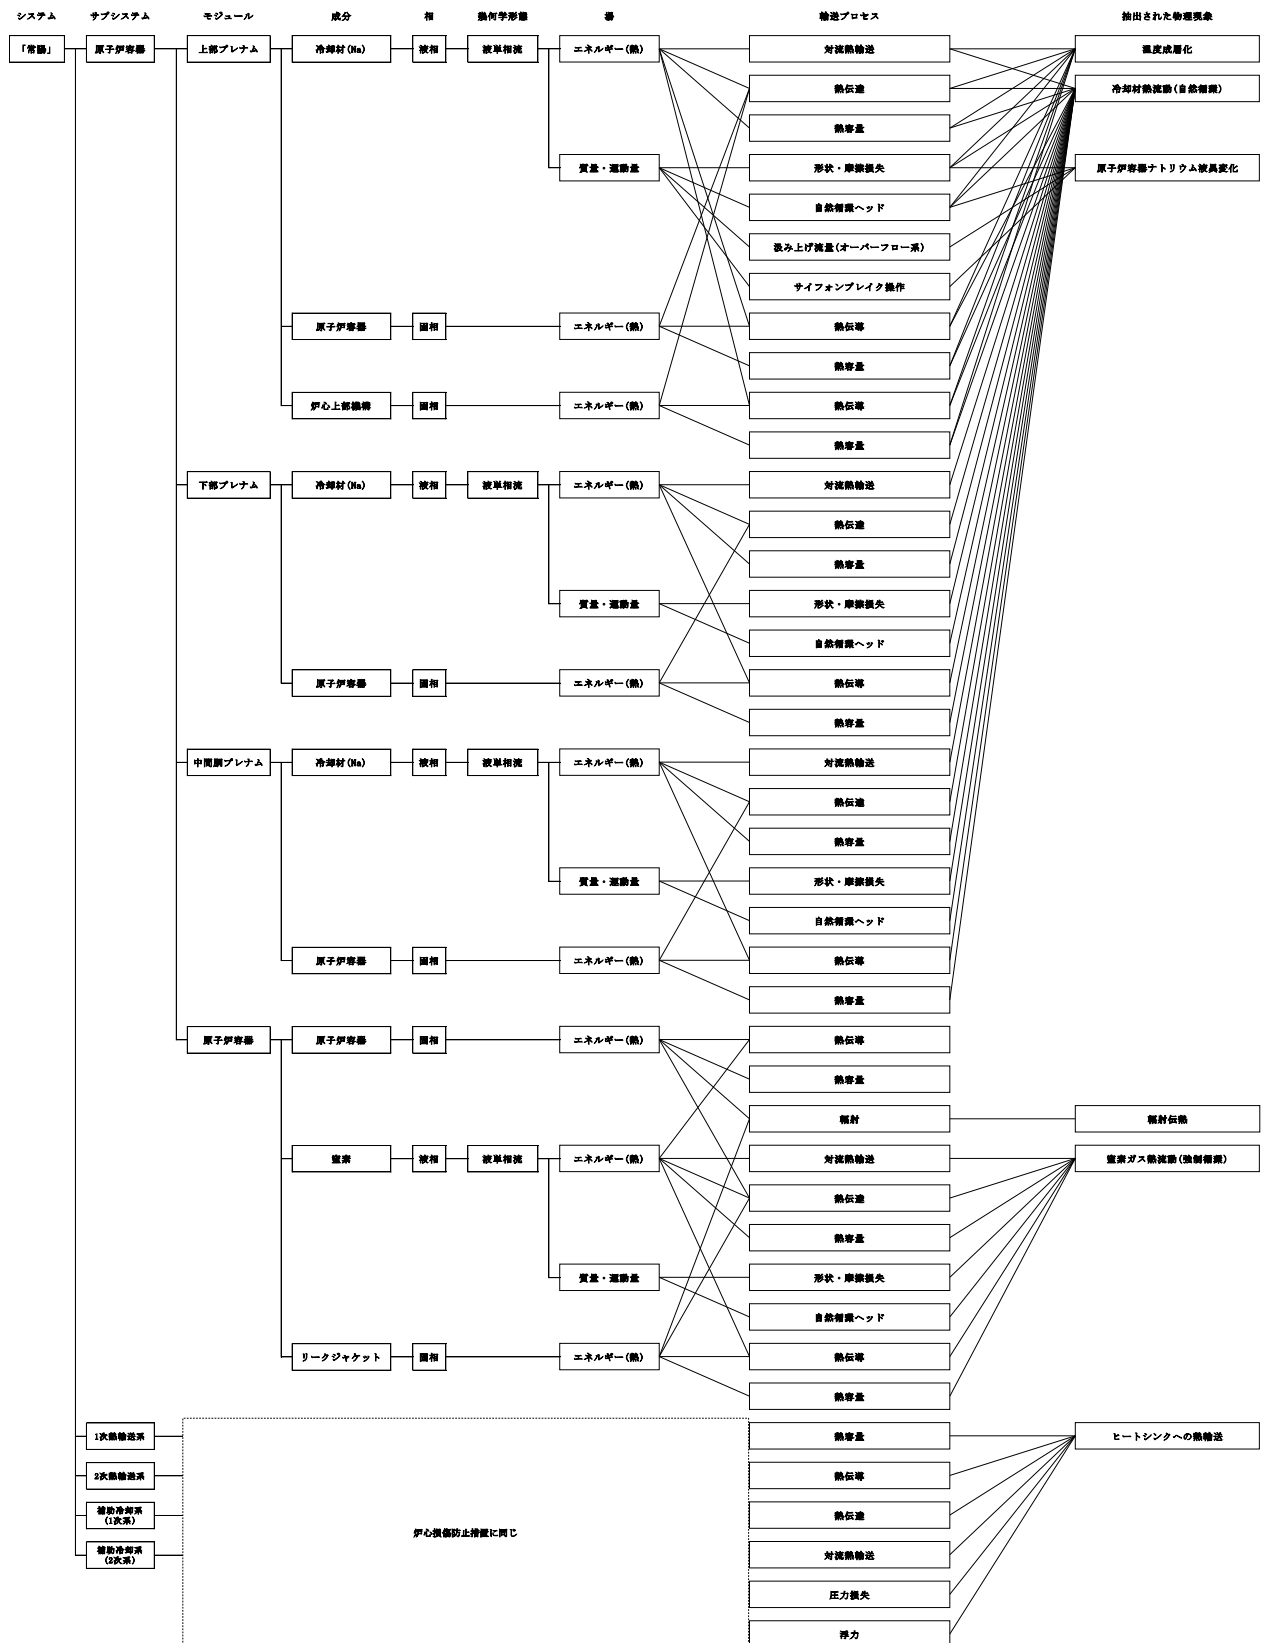 システム サブシステム モジュール 成分 相 幾何学形態 場 輸送プロセス 抽出された物理現象
「常陽」 原子炉容器 上部プレナム 冷却材(Na) 液相 液単相流 エネルギー(熱) 対流熱輸送 温度成層化
熱伝達 冷却材熱流動(自然循環)
熱容量
質量・運動量 形状・摩擦損失 原子炉容器ナトリウム液位変化
自然循環ヘッド
汲み上げ流量(オーバーフロー系)
サイフォンブレイク操作
原子炉容器 固相 エネルギー(熱) 熱伝導
熱容量
炉心上部機構 固相 エネルギー(熱) 熱伝導
熱容量
下部プレナム 冷却材(Na) 液相 液単相流 エネルギー(熱) 対流熱輸送
熱伝達
熱容量
質量・運動量 形状・摩擦損失
自然循環ヘッド
原子炉容器 固相 エネルギー(熱) 熱伝導
熱容量
中間胴プレナム 冷却材(Na) 液相 液単相流 エネルギー(熱) 対流熱輸送
熱伝達
熱容量
質量・運動量 形状・摩擦損失
自然循環ヘッド
原子炉容器 固相 エネルギー(熱) 熱伝導
熱容量
原子炉容器 原子炉容器 固相 エネルギー(熱) 熱伝導
熱容量
輻射 輻射伝熱
窒素 液相 液単相流 エネルギー(熱) 対流熱輸送 窒素ガス熱流動(強制循環)
熱伝達
熱容量
質量・運動量 形状・摩擦損失
自然循環ヘッド
リークジャケット 固相 エネルギー(熱) 熱伝導
熱容量
1次熱輸送系 熱容量 ヒートシンクへの熱輸送
2次熱輸送系 熱伝導
補助冷却系
(1次系) 熱伝達
炉心損傷防止措置に同じ
補助冷却系
(2次系) 対流熱輸送
圧力損失
浮力